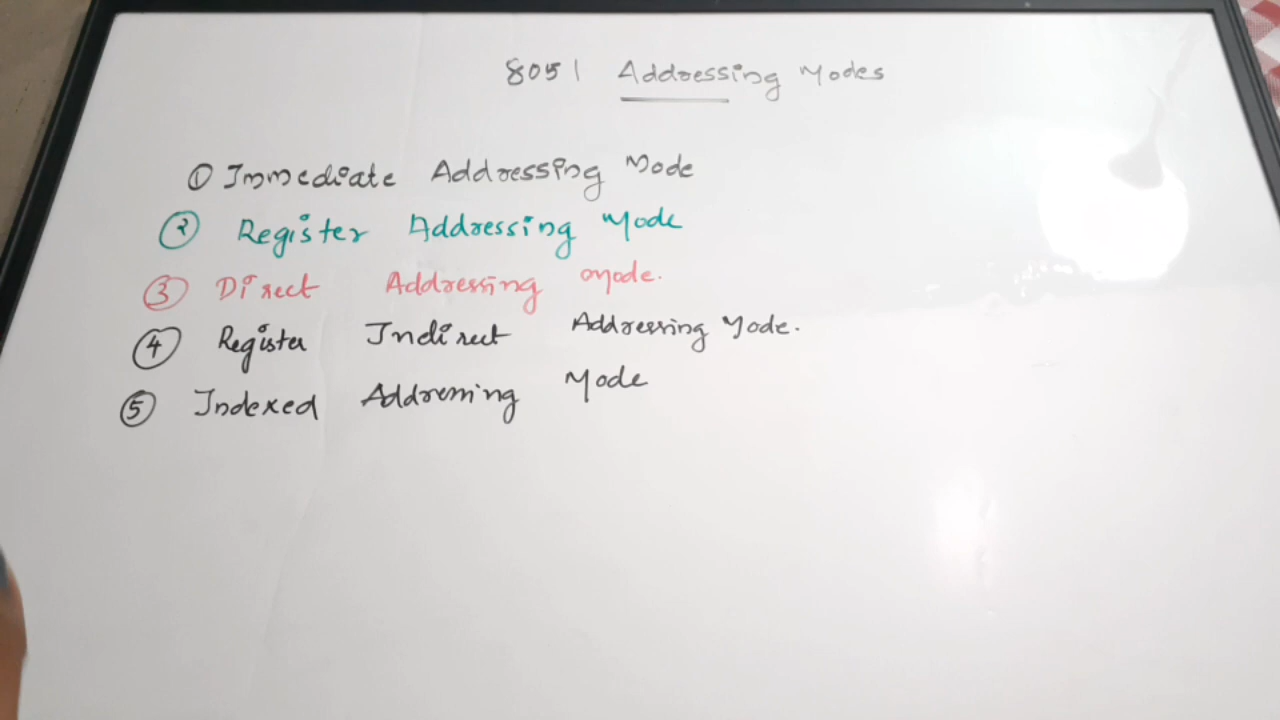 8051 Addressing Modes
① Immediate Addressing Mode
② Register Addressing Mode
③ Direct Addressing Mode.
④ Register Indirect Addressing Mode.
⑤ Indexed Addressing Mode